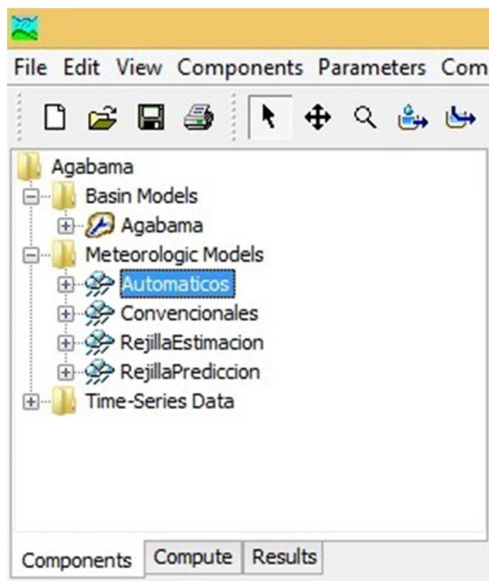 File Edit View Components Parameters Com
Agabama
Basin Models
Agabama
Meteorologic Models
Automaticos
Convencionales
RejillaEstimacion
RejillaPrediccion
Time-Series Data
Components Compute Results